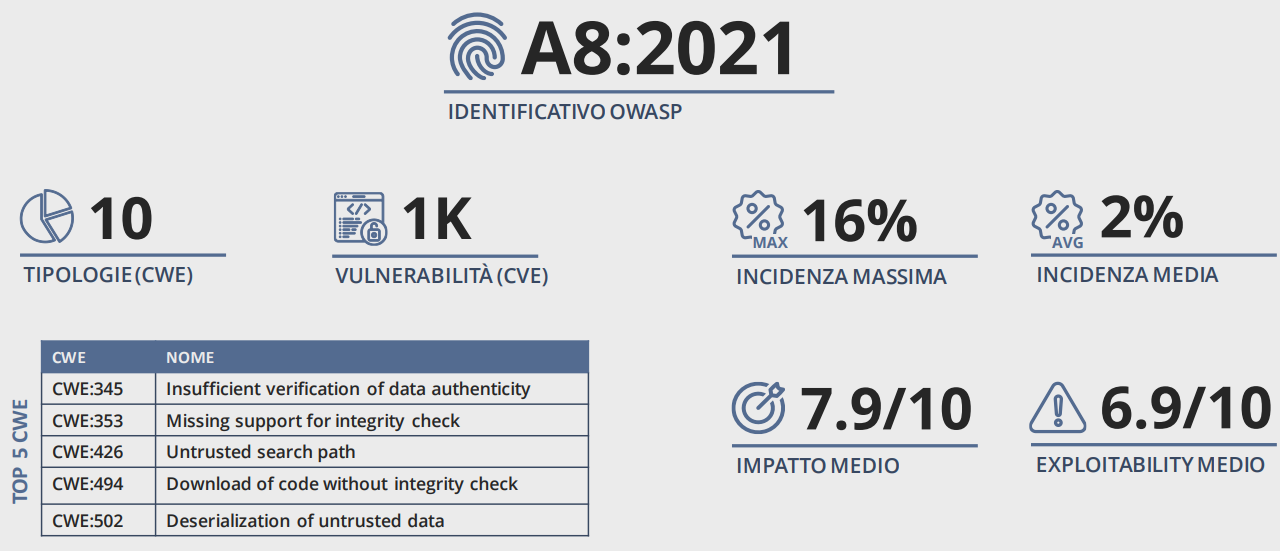 A8:2021
IDENTIFICATIVO OWASP
10
TIPOLOGIE (CWE)
1K
VULNERABILITÀ (CVE)
MAX 16%
INCIDENZA MASSIMA
AVG 2%
INCIDENZA MEDIA
TOP 5 CWE
CWE NOME
CWE:345 Insufficient verification of data authenticity
CWE:353 Missing support for integrity check
CWE:426 Untrusted search path
CWE:494 Download of code without integrity check
CWE:502 Deserialization of untrusted data
7.9/10
IMPATTO MEDIO
6.9/10
EXPLOITABILITY MEDIO